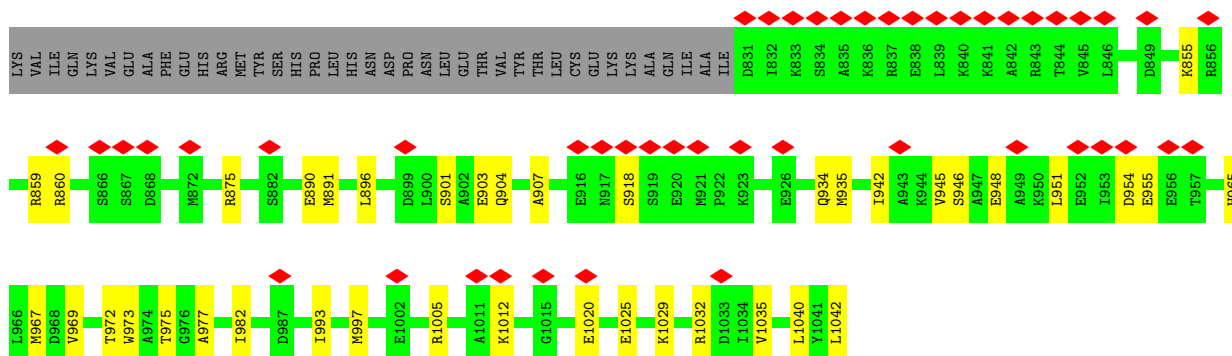 LYS VAL ILE GLN LYS VAL GLU ALA PHE GLU HIS ARG MET TYR SER HIS PRO LEU HIS ASN ASP PRO ASN LEU GLU THR VAL TYR THR LEU CYS GLU LYS LYS ALA GLN ILE ALA ILE D831 I832 K833 S834 A835 K836 R837 E838 L839 K840 K841 A842 R843 T844 V845 L846 D849 K855 R856
R859 R860 S866 S867 D868 M872 R875 S882 E890 M891 L896 D899 L900 S901 A902 E903 Q904 A907 E916 N917 S918 S919 E920 M921 P922 K923 E926 Q934 M935 I942 A943 K944 V945 S946 A947 E948 A949 K950 L951 E952 I953 D954 E955 E956 T957
L966 M967 D968 V969 T972 W973 A974 T975 G976 A977 I982 D987 I993 M997 E1002 R1005 A1011 K1012 G1015 E1020 E1025 K1029 R1032 D1033 I1034 V1035 L1040 Y1041 L1042